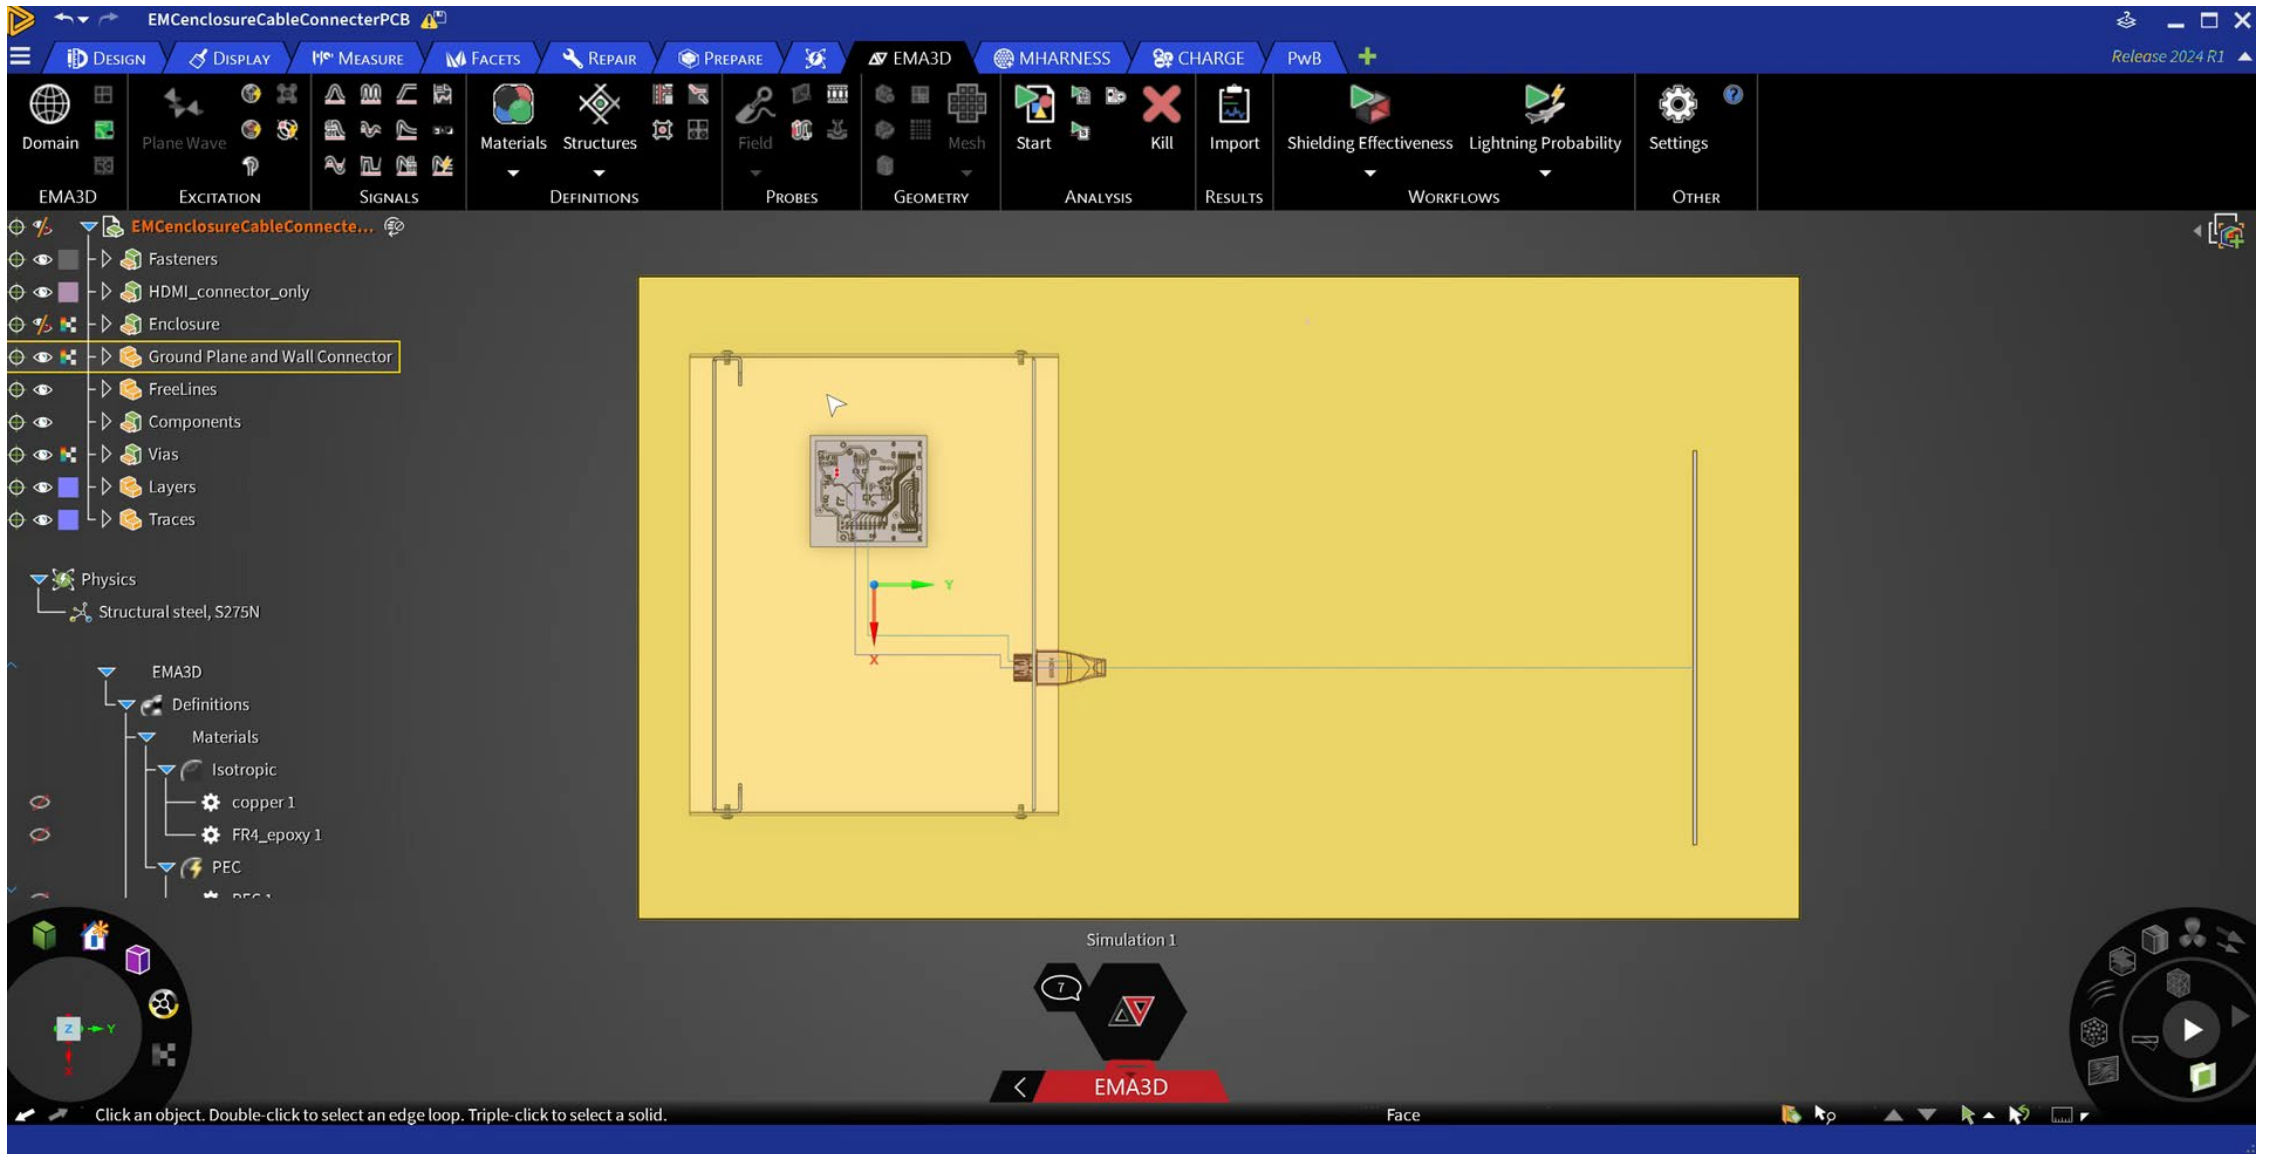 EMCenclosureCableConnecterPCB
DESIGN DISPLAY MEASURE FACETS REPAIR PREPARE EMA3D MHARNESS CHARGE PWB Release 2024 R1
Domain Plane Wave Materials Structures Field Mesh Start Kill Import Shielding Effectiveness Lightning Probability Settings
EMA3D EXCITATION SIGNALS DEFINITIONS PROBES GEOMETRY ANALYSIS RESULTS WORKFLOWS OTHER
EMCenclosureCableConnecte...
Fasteners
HDMI_connector_only
Enclosure
Ground Plane and Wall Connector
FreeLines
Components
Vias
Layers
Traces
Physics
Structural steel, S275N
EMA3D
Definitions
Materials
Isotropic
copper 1
FR4_epoxy 1
PEC
PEC 1
Y
X
Simulation 1
7
Z Y
X
EMA3D
Click an object. Double-click to select an edge loop. Triple-click to select a solid. Face